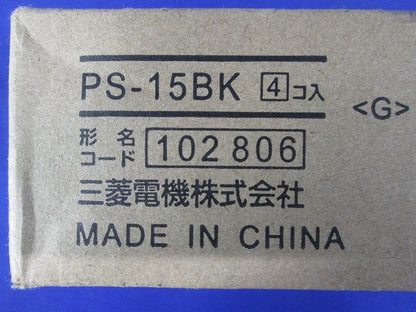 PS-15BK 4コ入
<G>
形名
コード 102 806
三菱電機株式会社
MADE IN CHINA